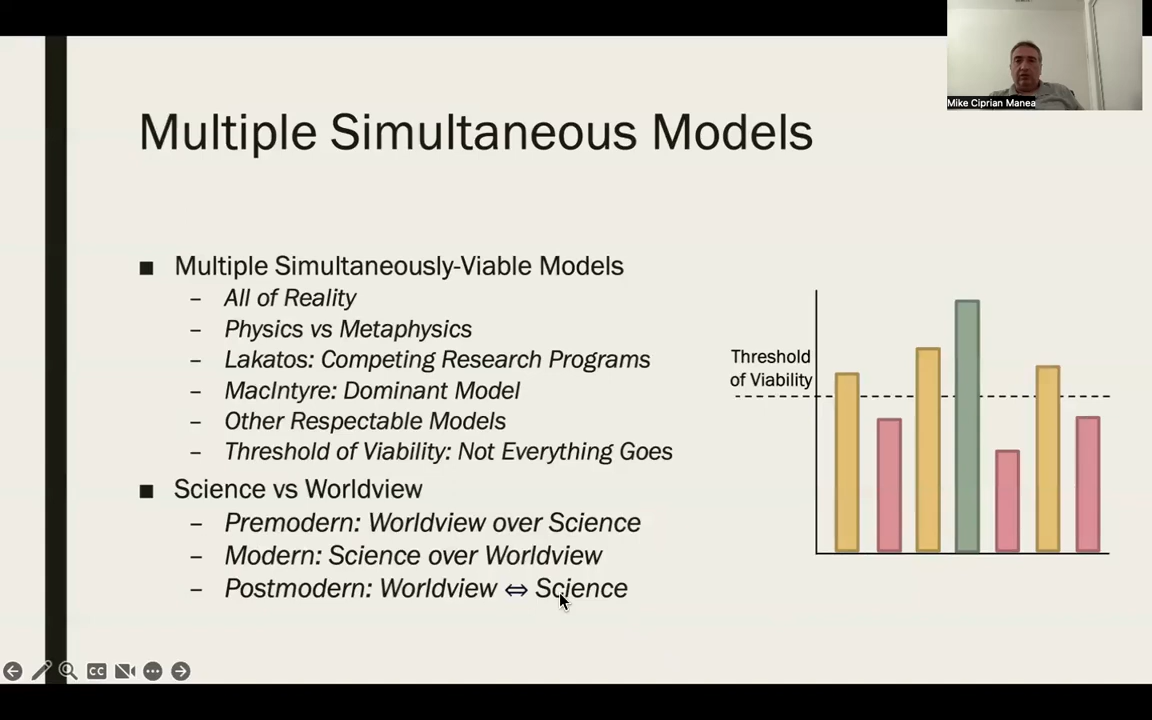 Mike Ciprian Manea
Multiple Simultaneous Models
■ Multiple Simultaneously-Viable Models
– All of Reality
– Physics vs Metaphysics
– Lakatos: Competing Research Programs
– MacIntyre: Dominant Model
– Other Respectable Models
– Threshold of Viability: Not Everything Goes
■ Science vs Worldview
– Premodern: Worldview over Science
– Modern: Science over Worldview
– Postmodern: Worldview ⇔ Science
Threshold
of Viability
CC